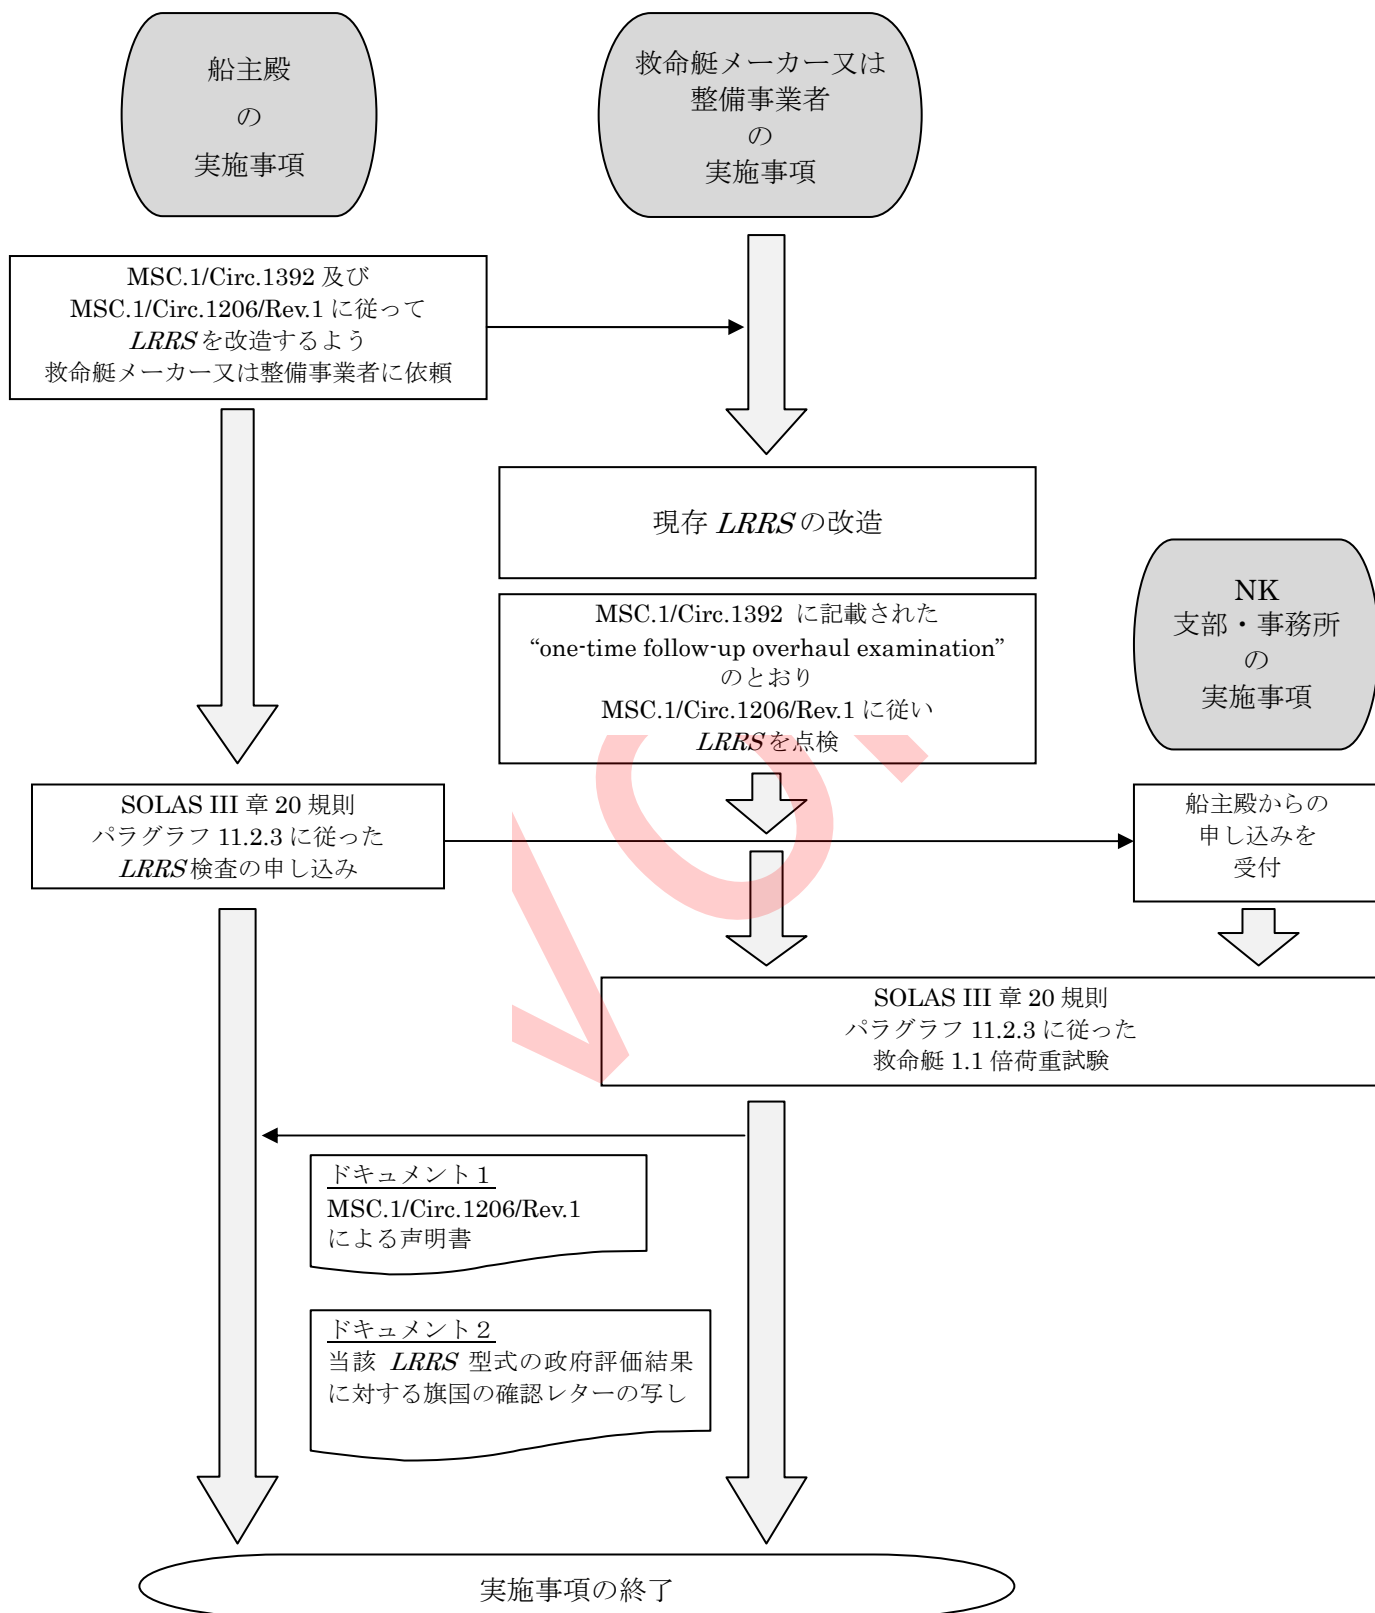 船主殿
の
実施事項
救命艇メーカー又は
整備事業者
の
実施事項
MSC.1/Circ.1392 及び
MSC.1/Circ.1206/Rev.1 に従って
LRRS を改造するよう
救命艇メーカー又は整備事業者に依頼
現存 LRRS の改造
MSC.1/Circ.1392 に記載された
“one-time follow-up overhaul examination”
のとおり
MSC.1/Circ.1206/Rev.1 に従い
LRRS を点検
NK
支部・事務所
の
実施事項
SOLAS III 章 20 規則
パラグラフ 11.2.3 に従った
LRRS 検査の申し込み
船主殿からの
申し込みを
受付
SOLAS III 章 20 規則
パラグラフ 11.2.3 に従った
救命艇 1.1 倍荷重試験
ドキュメント１
MSC.1/Circ.1206/Rev.1
による声明書
ドキュメント２
当該 LRRS 型式の政府評価結果
に対する旗国の確認レターの写し
実施事項の終了